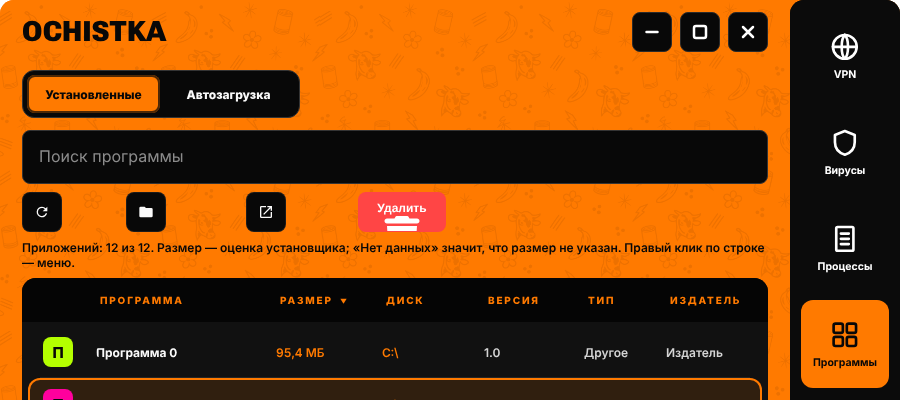 OCHISTKA
Установленные
Автозагрузка
Поиск программы
Удалить
Приложений: 12 из 12. Размер — оценка установщика; «Нет данных» значит, что размер не указан. Правый клик по строке
— меню.
ПРОГРАММА РАЗМЕР ▼ ДИСК ВЕРСИЯ ТИП ИЗДАТЕЛЬ
П Программа 0 95,4 МБ C:\ 1.0 Другое Издатель
VPN
Вирусы
Процессы
Программы